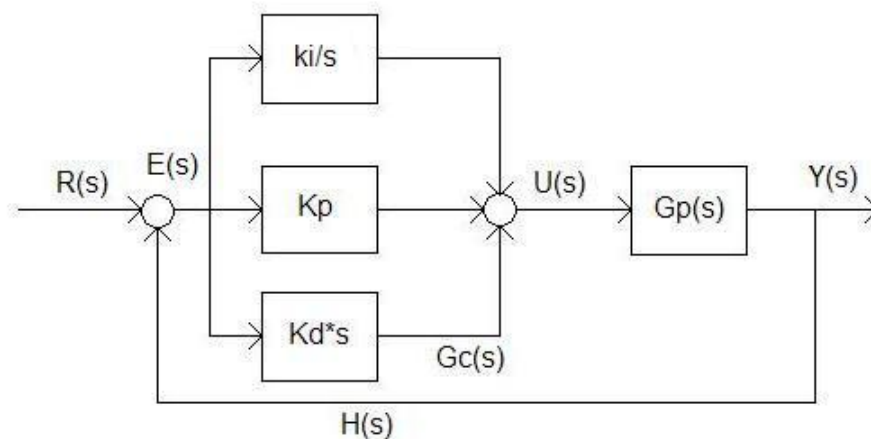 ki/s
R(s)
E(s)
Kp
U(s)
Gp(s)
Y(s)
Kd*s
Gc(s)
H(s)